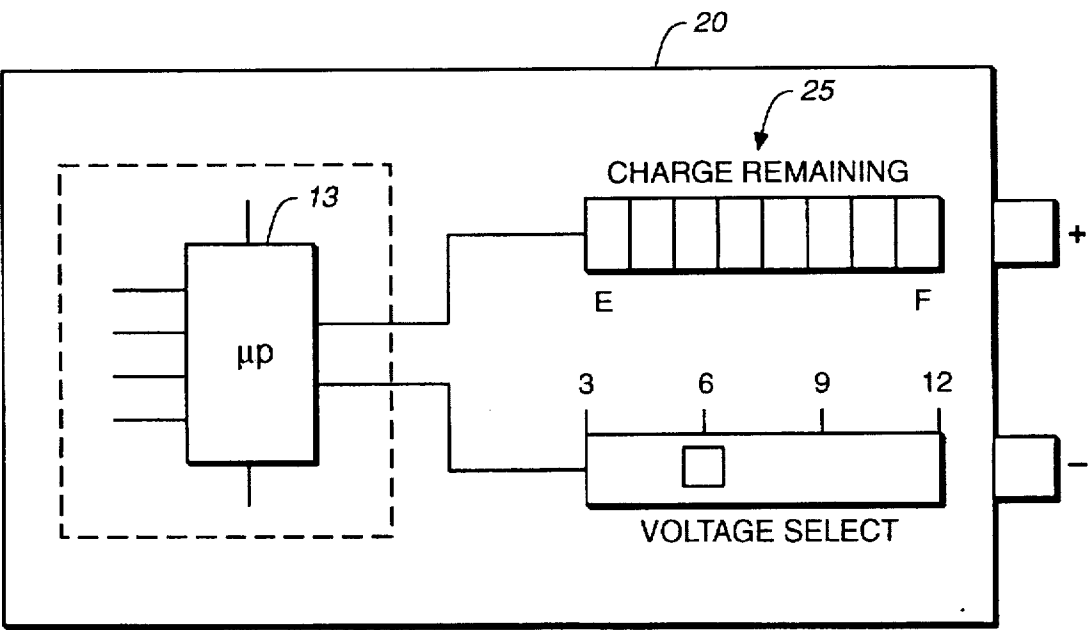 20
25
CHARGE REMAINING
13
+
E F
µp
3 6 9 12
−
VOLTAGE SELECT